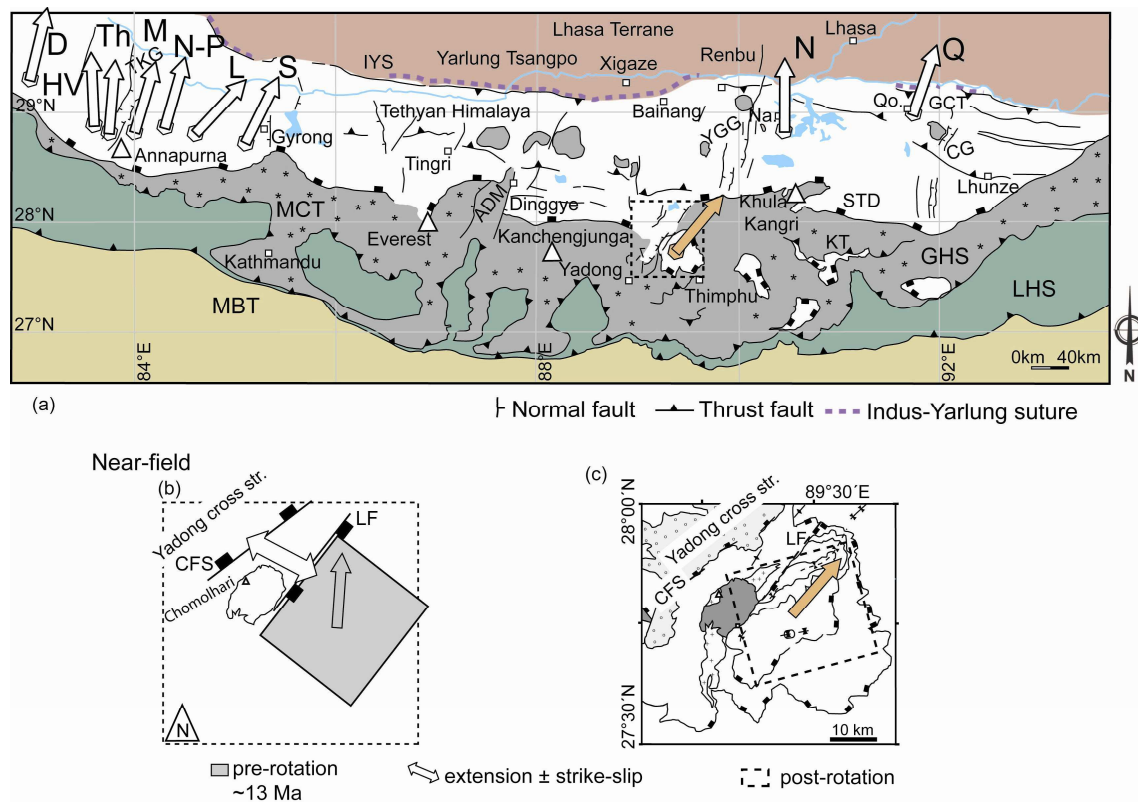 D
Th
M
N-P
HV
TKG
L
S
IYS
Yarlung Tsangpo
Lhasa Terrane
Xigaze
Renbu
Lhasa
N
Q
29°N
Annapurna
Gyrong
Tethyan Himalaya
Tingri
Bainang
YGG
Na.
Qo.
GCT
CG
Lhunze
28°N
MCT
ADM
Dinggye
Everest
Kanchengjunga
Yadong
Khula
Kangri
STD
KT
GHS
Kathmandu
Thimphu
LHS
MBT
27°N
84°E
88°E
92°E
0km 40km
N
(a)
Normal fault
Thrust fault
Indus-Yarlung suture
Near-field
(b)
Yadong cross str.
LF
CFS
Chomolhari
N
(c)
89°30´E
28°00´N
Yadong cross str.
LF
CFS
27°30´N
10 km
pre-rotation
~13 Ma
extension ± strike-slip
post-rotation